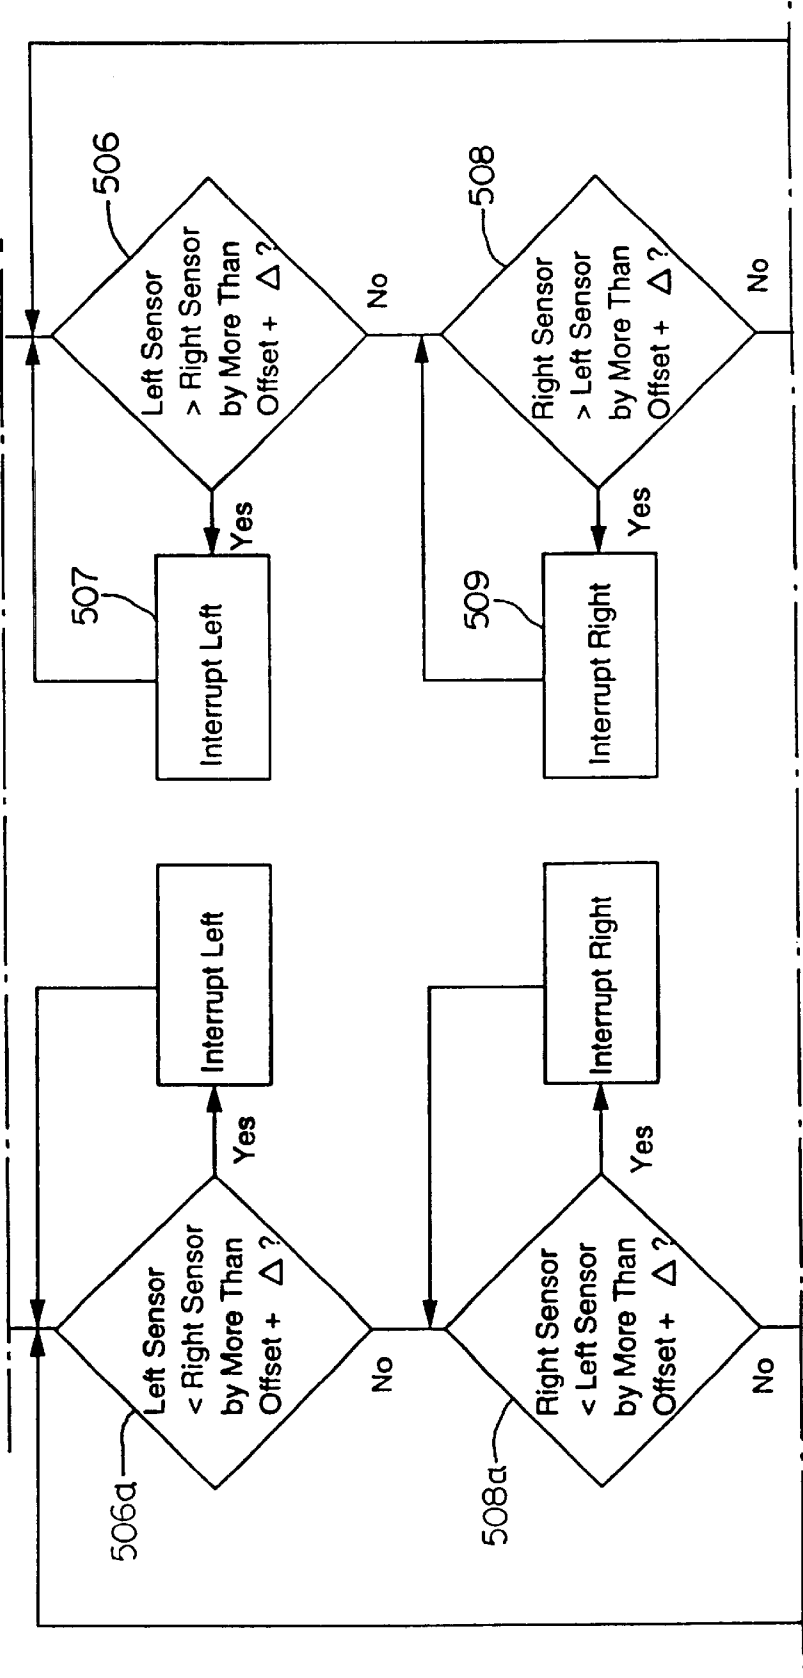 506a
Left Sensor
< Right Sensor
by More Than
Offset + Δ ?
Yes
No
Interrupt Left
507
Interrupt Left
506
Left Sensor
> Right Sensor
by More Than
Offset + Δ ?
Yes
No
508a
Right Sensor
< Left Sensor
by More Than
Offset + Δ ?
Yes
No
Interrupt Right
509
Interrupt Right
508
Right Sensor
> Left Sensor
by More Than
Offset + Δ ?
Yes
No